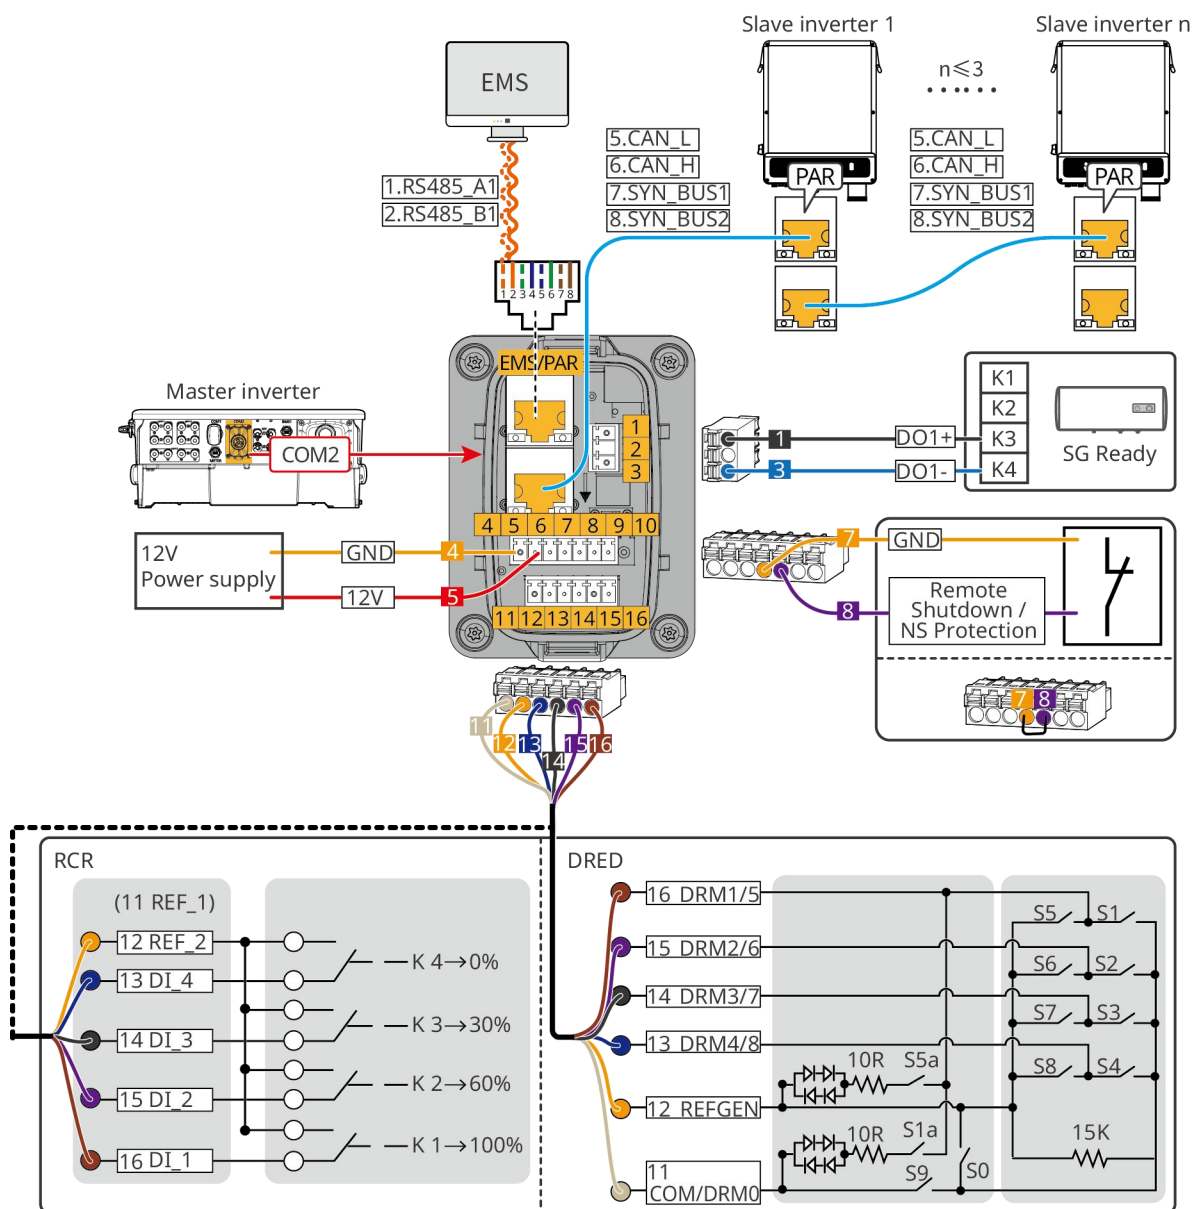 Slave inverter 1
Slave inverter n
n≤3
EMS
5.CAN_L
6.CAN_H
7.SYN_BUS1
8.SYN_BUS2
5.CAN_L
6.CAN_H
7.SYN_BUS1
8.SYN_BUS2
PAR
PAR
1.RS485_A1
2.RS485_B1
1 2 3 4 5 6 7 8
EMS/PAR
Master inverter
COM2
1
2
3
4 5 6 7 8 9 10
11 12 13 14 15 16
12V
Power supply
GND
4
12V
5
1
DO1+
3
DO1-
K1
K2
K3
K4
SG Ready
7
GND
8
Remote
Shutdown /
NS Protection
7 8
11
12 13 14 15 16
RCR
(11 REF_1)
12 REF_2
13 DI_4
14 DI_3
15 DI_2
16 DI_1
K 4→0%
K 3→30%
K 2→60%
K 1→100%
DRED
16 DRM1/5
15 DRM2/6
14 DRM3/7
13 DRM4/8
12 REFGEN
11
COM/DRM0
S5 S1
S6 S2
S7 S3
S8 S4
10R S5a
10R S1a
S9
S0
15K